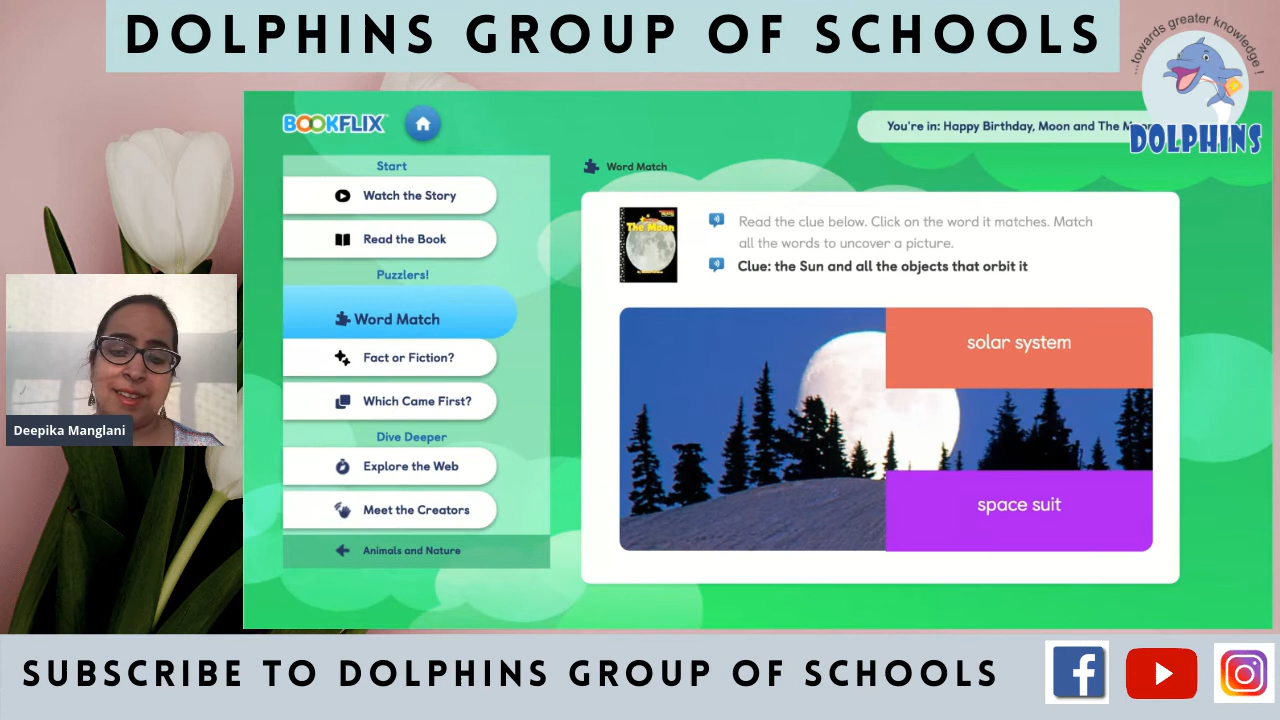 DOLPHINS GROUP OF SCHOOLS
...towards greater knowledge !
DOLPHINS
BOOKFLIX
You're in: Happy Birthday, Moon and The M
Start
Watch the Story
Read the Book
Puzzlers!
Word Match
Fact or Fiction?
Which Came First?
Dive Deeper
Explore the Web
Meet the Creators
Animals and Nature
Word Match
The Moon
Read the clue below. Click on the word it matches. Match
all the words to uncover a picture.
Clue: the Sun and all the objects that orbit it
solar system
space suit
Deepika Manglani
SUBSCRIBE TO DOLPHINS GROUP OF SCHOOLS